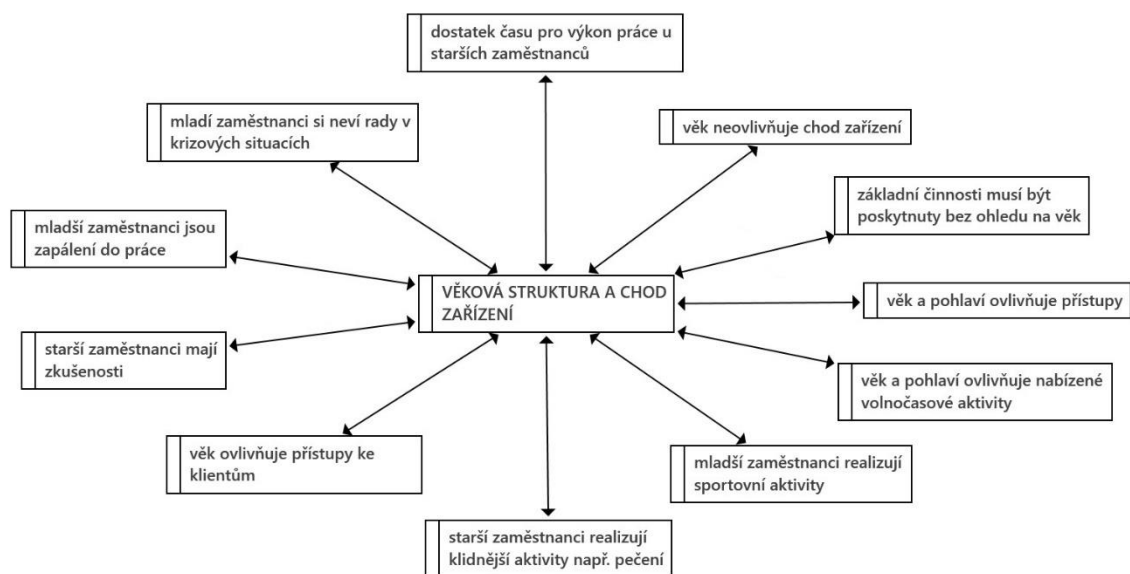 dostatek času pro výkon práce u
starších zaměstnanců
mladí zaměstnanci si neví rady v
krizových situacích
věk neovlivňuje chod zařízení
základní činnosti musí být
poskytnuty bez ohledu na věk
mladší zaměstnanci jsou
zapálení do práce
VĚKOVÁ STRUKTURA A CHOD
ZAŘÍZENÍ
věk a pohlaví ovlivňuje přístupy
starší zaměstnanci mají
zkušenosti
věk a pohlaví ovlivňuje nabízené
volnočasové aktivity
věk ovlivňuje přístupy ke
klientům
mladší zaměstnanci realizují
sportovní aktivity
starší zaměstnanci realizují
klidnější aktivity např. pečení